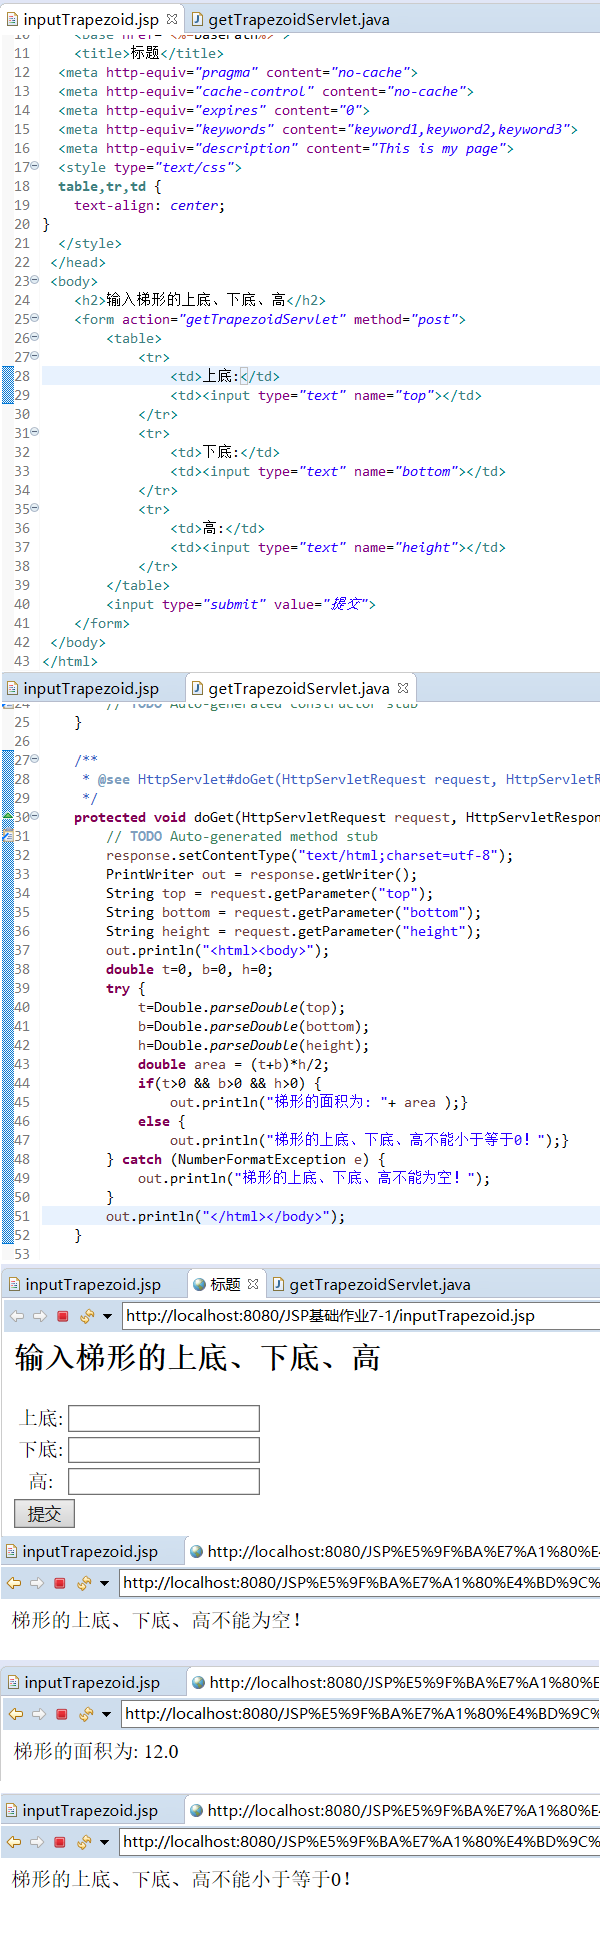 inputTrapezoid.jsp getTrapezoidServlet.java
10 <base href="<%=basePath%>">
11 <title>标题</title>
12 <meta http-equiv="pragma" content="no-cache">
13 <meta http-equiv="cache-control" content="no-cache">
14 <meta http-equiv="expires" content="0">
15 <meta http-equiv="keywords" content="keyword1,keyword2,keyword3">
16 <meta http-equiv="description" content="This is my page">
17 <style type="text/css">
18 table,tr,td {
19 text-align: center;
20 }
21 </style>
22 </head>
23 <body>
24 <h2>输入梯形的上底、下底、高</h2>
25 <form action="getTrapezoidServlet" method="post">
26 <table>
27 <tr>
28 <td>上底:</td>
29 <td><input type="text" name="top"></td>
30 </tr>
31 <tr>
32 <td>下底:</td>
33 <td><input type="text" name="bottom"></td>
34 </tr>
35 <tr>
36 <td>高:</td>
37 <td><input type="text" name="height"></td>
38 </tr>
39 </table>
40 <input type="submit" value="提交">
41 </form>
42 </body>
43 </html>
inputTrapezoid.jsp getTrapezoidServlet.java
24 // TODO Auto-generated constructor stub
25 }
26
27 /**
28 * @see HttpServlet#doGet(HttpServletRequest request, HttpServletR
29 */
30 protected void doGet(HttpServletRequest request, HttpServletRespon
31 // TODO Auto-generated method stub
32 response.setContentType("text/html;charset=utf-8");
33 PrintWriter out = response.getWriter();
34 String top = request.getParameter("top");
35 String bottom = request.getParameter("bottom");
36 String height = request.getParameter("height");
37 out.println("<html><body>");
38 double t=0, b=0, h=0;
39 try {
40 t=Double.parseDouble(top);
41 b=Double.parseDouble(bottom);
42 h=Double.parseDouble(height);
43 double area = (t+b)*h/2;
44 if(t>0 && b>0 && h>0) {
45 out.println("梯形的面积为: "+ area );}
46 else {
47 out.println("梯形的上底、下底、高不能小于等于0! ");}
48 } catch (NumberFormatException e) {
49 out.println("梯形的上底、下底、高不能为空! ");
50 }
51 out.println("</html></body>");
52 }
53
inputTrapezoid.jsp 标题 getTrapezoidServlet.java
http://localhost:8080/JSP基础作业7-1/inputTrapezoid.jsp
输入梯形的上底、下底、高
上底:
下底:
高:
提交
inputTrapezoid.jsp http://localhost:8080/JSP%E5%9F%BA%E7%A1%80%E4
http://localhost:8080/JSP%E5%9F%BA%E7%A1%80%E4%BD%9C%
梯形的上底、下底、高不能为空!
inputTrapezoid.jsp http://localhost:8080/JSP%E5%9F%BA%E7%A1%80%E
http://localhost:8080/JSP%E5%9F%BA%E7%A1%80%E4%BD%9C%
梯形的面积为: 12.0
inputTrapezoid.jsp http://localhost:8080/JSP%E5%9F%BA%E7%A1%80%E4
http://localhost:8080/JSP%E5%9F%BA%E7%A1%80%E4%BD%9C%
梯形的上底、下底、高不能小于等于0!